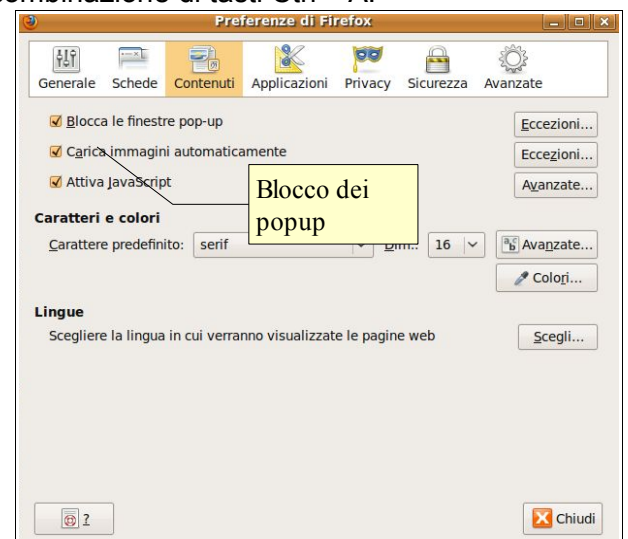 combinazione di tasti Ctrl – A.
Preferenze di Firefox
Generale Schede Contenuti Applicazioni Privacy Sicurezza Avanzate
Blocca le finestre pop-up Eccezioni...
Carica immagini automaticamente Eccezioni...
Attiva JavaScript Avanzate...
Blocco dei
popup
Caratteri e colori
Carattere predefinito: serif Dim.: 16 Avanzate...
Colori...
Lingue
Scegliere la lingua in cui verranno visualizzate le pagine web Scegli...
? Chiudi